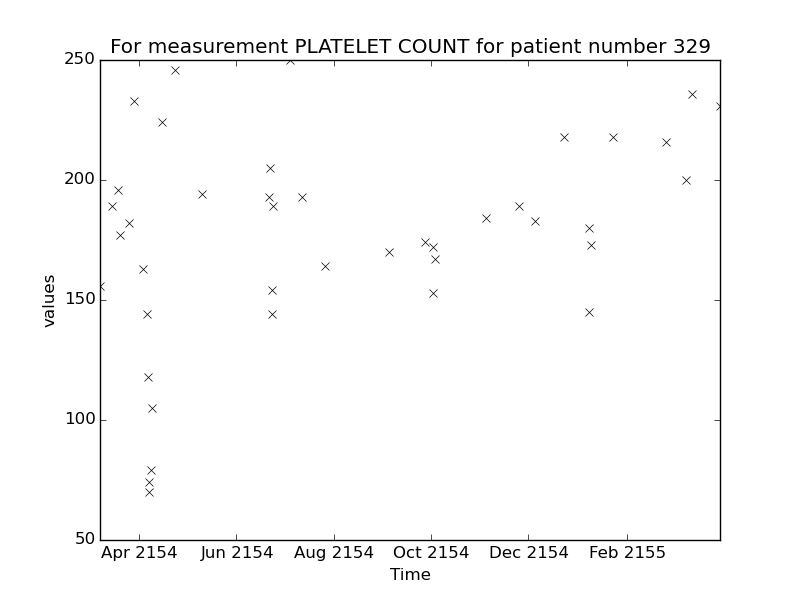 For measurement PLATELET COUNT for patient number 329
250
200
150
100
50
values
Apr 2154 Jun 2154 Aug 2154 Oct 2154 Dec 2154 Feb 2155
Time